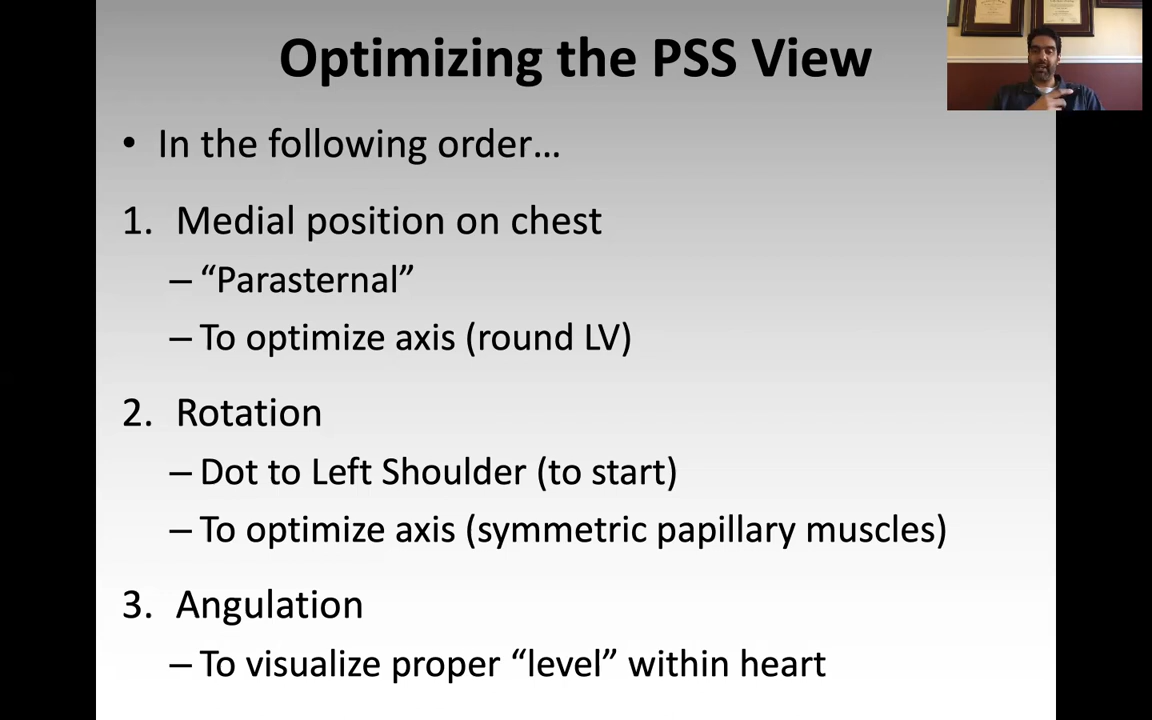 Optimizing the PSS View
• In the following order…
1. Medial position on chest
– “Parasternal”
– To optimize axis (round LV)
2. Rotation
– Dot to Left Shoulder (to start)
– To optimize axis (symmetric papillary muscles)
3. Angulation
– To visualize proper “level” within heart